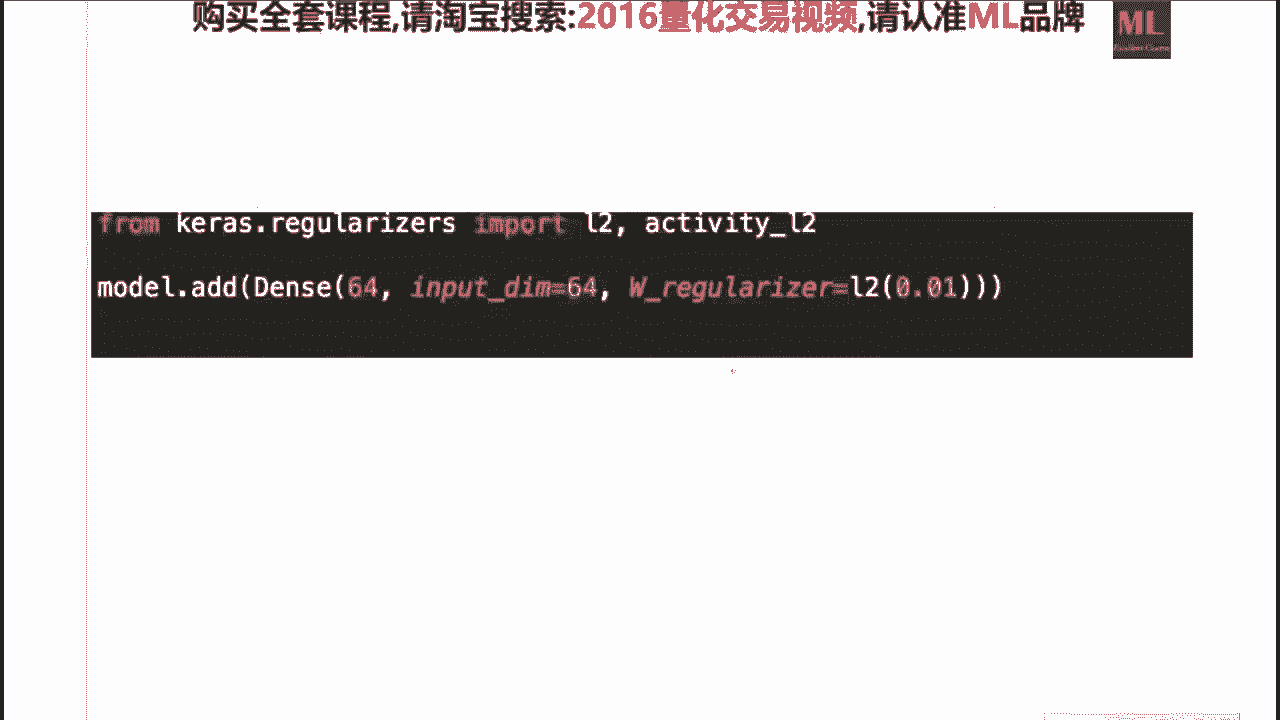 购买全套课程,请淘宝搜索:2016量化交易视频,请认准ML品牌
ML
from keras.regularizers import l2, activity_l2
model.add(Dense(64, input_dim=64, W_regularizer=l2(0.01)))